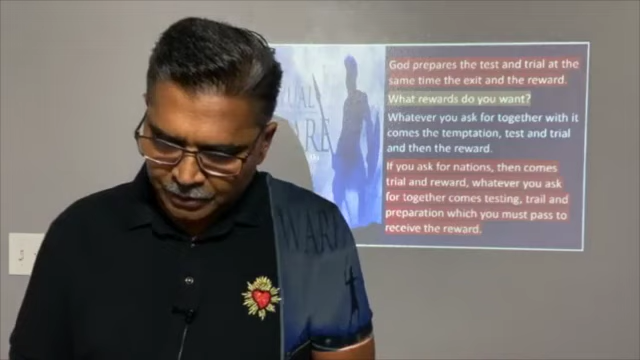 God prepares the test and trial at the
same time the exit and the reward.
What rewards do you want?
Whatever you ask for together with it
comes the temptation, test and trial
and then the reward.
If you ask for nations, then comes
trial and reward, whatever you ask
for together comes testing, trail and
preparation which you must pass to
receive the reward.
WAR